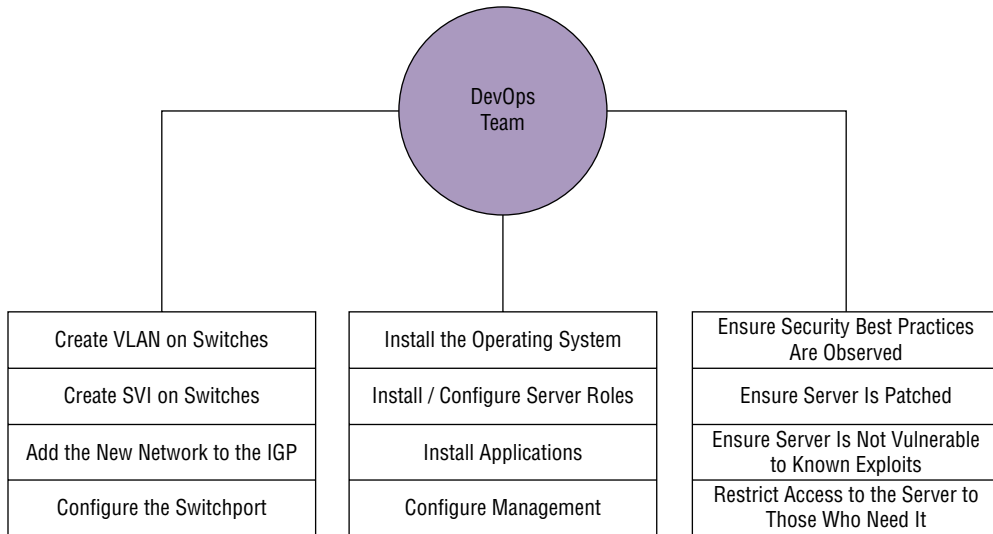 DevOps
Team
Create VLAN on Switches
Create SVI on Switches
Add the New Network to the IGP
Configure the Switchport
Install the Operating System
Install / Configure Server Roles
Install Applications
Configure Management
Ensure Security Best Practices
Are Observed
Ensure Server Is Patched
Ensure Server Is Not Vulnerable
to Known Exploits
Restrict Access to the Server to
Those Who Need It